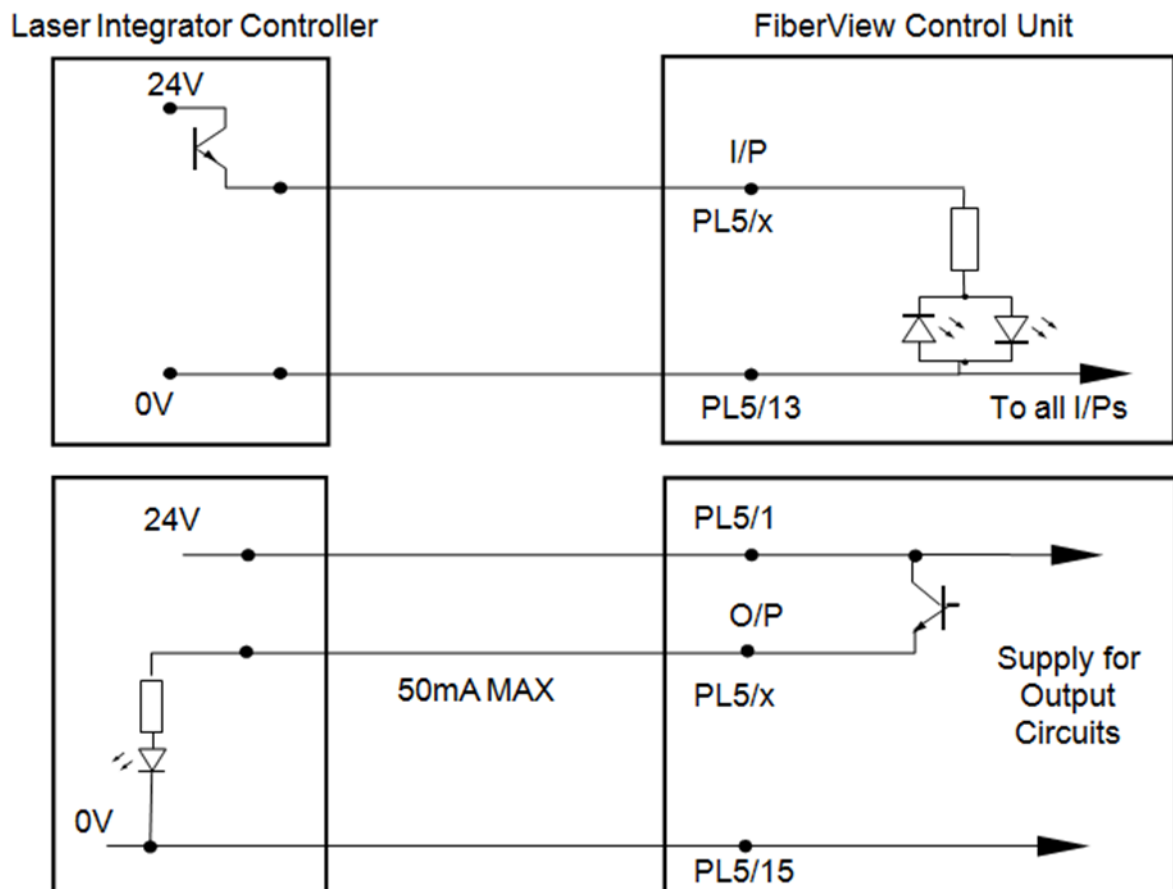 Laser Integrator Controller
FiberView Control Unit
24V
I/P
PL5/x
0V
PL5/13
To all I/Ps
24V
PL5/1
O/P
50mA MAX
PL5/x
Supply for
Output
Circuits
0V
PL5/15